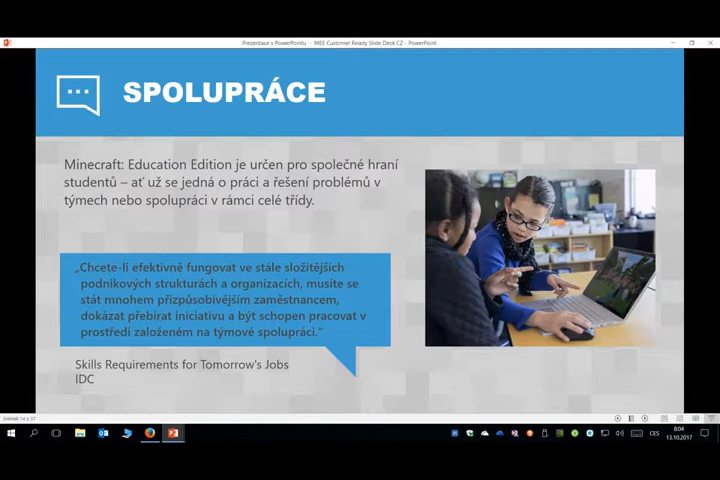 Prezentace v PowerPointu - MEE Customer Ready Slide Deck CZ - PowerPoint
SPOLUPRÁCE
Minecraft: Education Edition je určen pro společné hraní
studentů – ať už se jedná o práci a řešení problémů v
týmech nebo spolupráci v rámci celé třídy.
„Chcete-li efektivně fungovat ve stále složitějších
podnikových strukturách a organizacích, musíte se
stát mnohem přizpůsobivějším zaměstnancem,
dokázat přebírat iniciativu a být schopen pracovat v
prostředí založeném na týmové spolupráci.“
Skills Requirements for Tomorrow's Jobs
IDC
Snímek 14 z 37
CES
8:04
13.10.2017